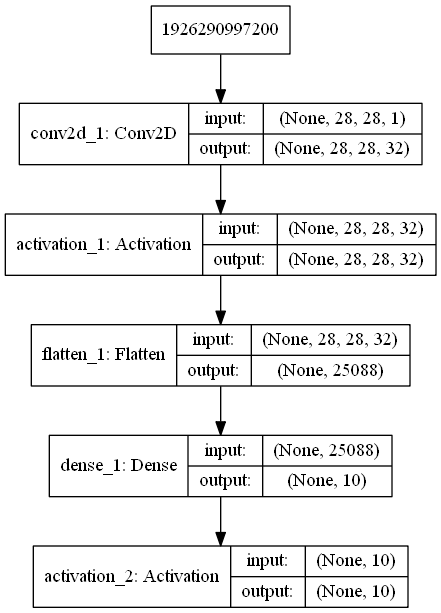 1926290997200
conv2d_1: Conv2D
input:
(None, 28, 28, 1)
output:
(None, 28, 28, 32)
activation_1: Activation
input:
(None, 28, 28, 32)
output:
(None, 28, 28, 32)
flatten_1: Flatten
input:
(None, 28, 28, 32)
output:
(None, 25088)
dense_1: Dense
input:
(None, 25088)
output:
(None, 10)
activation_2: Activation
input:
(None, 10)
output:
(None, 10)